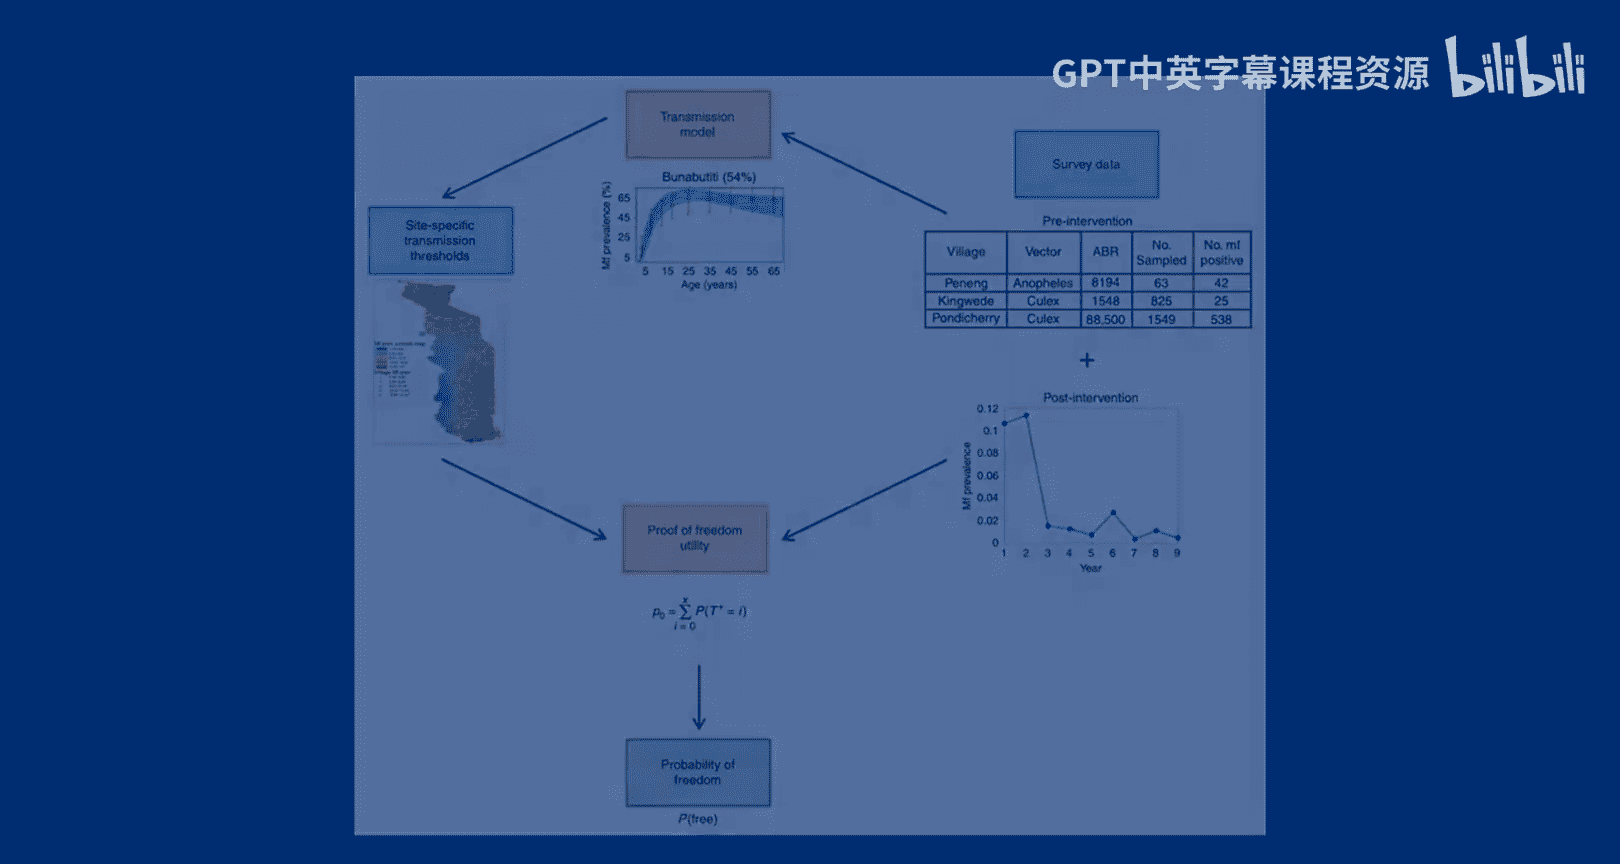 GPT中英字幕课程资源 bilibili
Transmission
model
Survey data
Bunabutiti (54%)
Mf prevalence (%)
65
45
25
5
5 15 25 35 45 55 65
Age (years)
Site-specific
transmission
thresholds
Pre-intervention
Village Vector ABR No. Sampled No. mf positive
Peneng Anopheles 8194 63 42
Kingwede Culex 1548 825 25
Pondicherry Culex 88,500 1549 538
+
Post-intervention
Mf prevalence
0.12
0.1
0.08
0.06
0.04
0.02
0
1 2 3 4 5 6 7 8 9
Year
Proof of freedom
utility
p₀ = Σ P(T⁺ = i)
x
i = 0
Probability of
freedom
P(free)